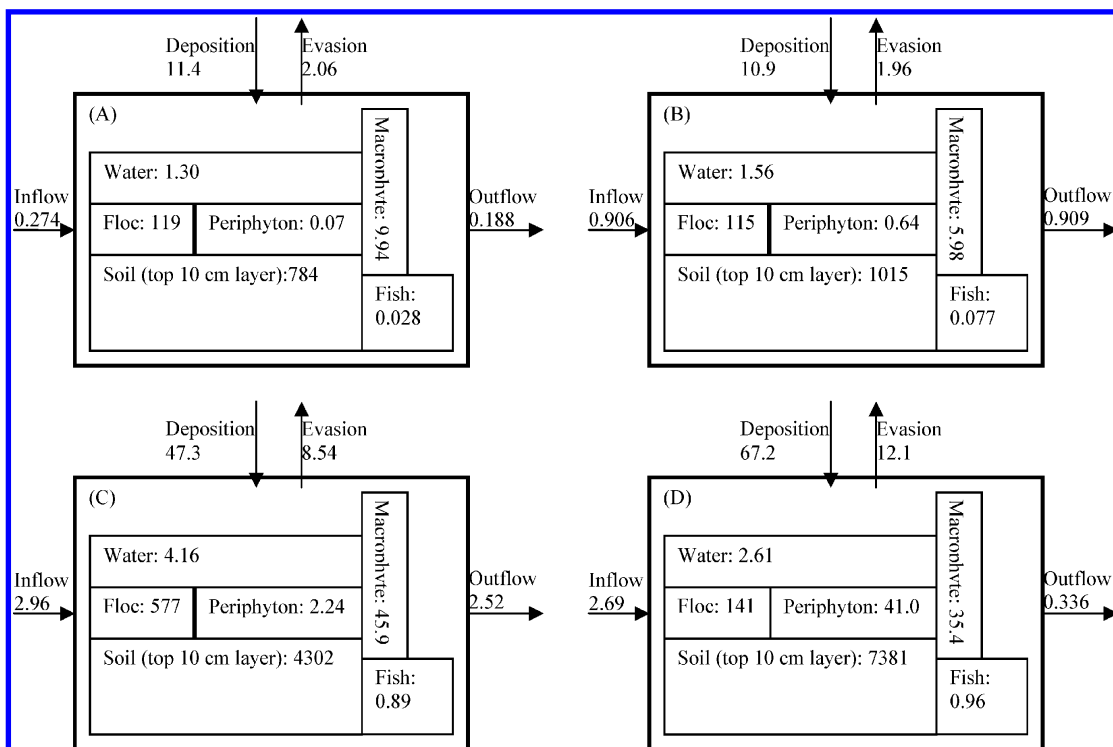 Deposition
11.4
Evasion
2.06
(A)
Inflow
0.274
Water: 1.30
Floc: 119
Periphyton: 0.07
Soil (top 10 cm layer):784
Macrophyte: 9.94
Fish:
0.028
Outflow
0.188
Deposition
10.9
Evasion
1.96
(B)
Inflow
0.906
Water: 1.56
Floc: 115
Periphyton: 0.64
Soil (top 10 cm layer): 1015
Macrophyte: 5.98
Fish:
0.077
Outflow
0.909
Deposition
47.3
Evasion
8.54
(C)
Inflow
2.96
Water: 4.16
Floc: 577
Periphyton: 2.24
Soil (top 10 cm layer): 4302
Macrophyte: 45.9
Fish:
0.89
Outflow
2.52
Deposition
67.2
Evasion
12.1
(D)
Inflow
2.69
Water: 2.61
Floc: 141
Periphyton: 41.0
Soil (top 10 cm layer): 7381
Macrophyte: 35.4
Fish:
0.96
Outflow
0.336